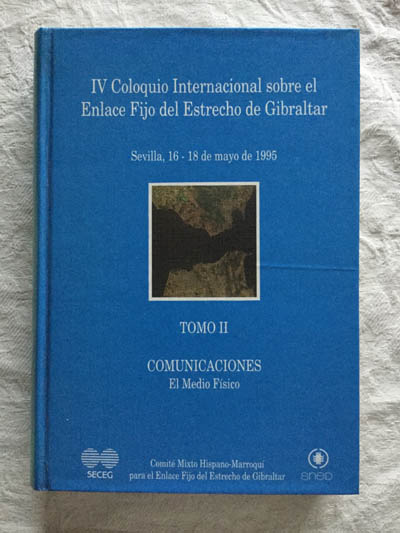 IV Coloquio Internacional sobre el
Enlace Fijo del Estrecho de Gibraltar
Sevilla, 16 - 18 de mayo de 1995
TOMO II
COMUNICACIONES
El Medio Físico
SECEG
Comité Mixto Hispano-Marroquí
para el Enlace Fijo del Estrecho de Gibraltar
SNED